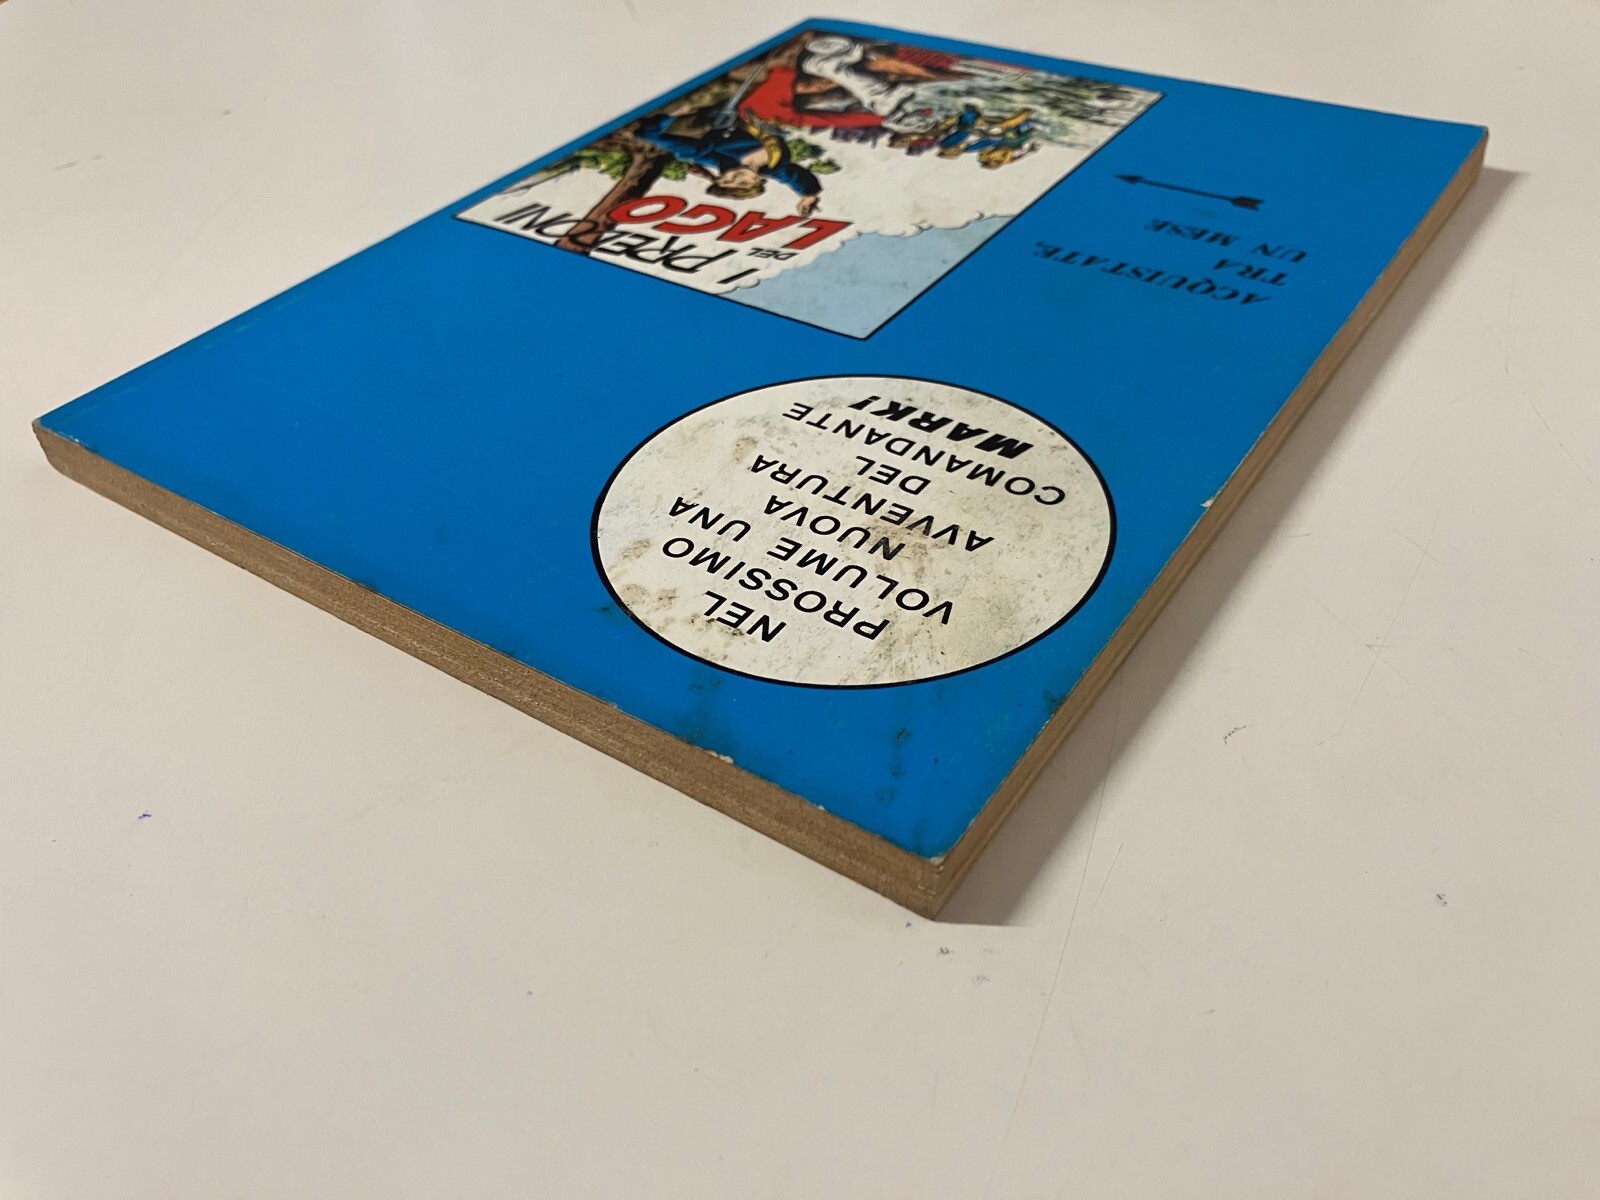 NEL
PROSSIMO
VOLUME UNA
NUOVA
AVVENTURA
DEL
COMANDANTE
MARK!
ACQUISTATE,
TRA
UN MESE
I PREDONI
DEL
LAGO